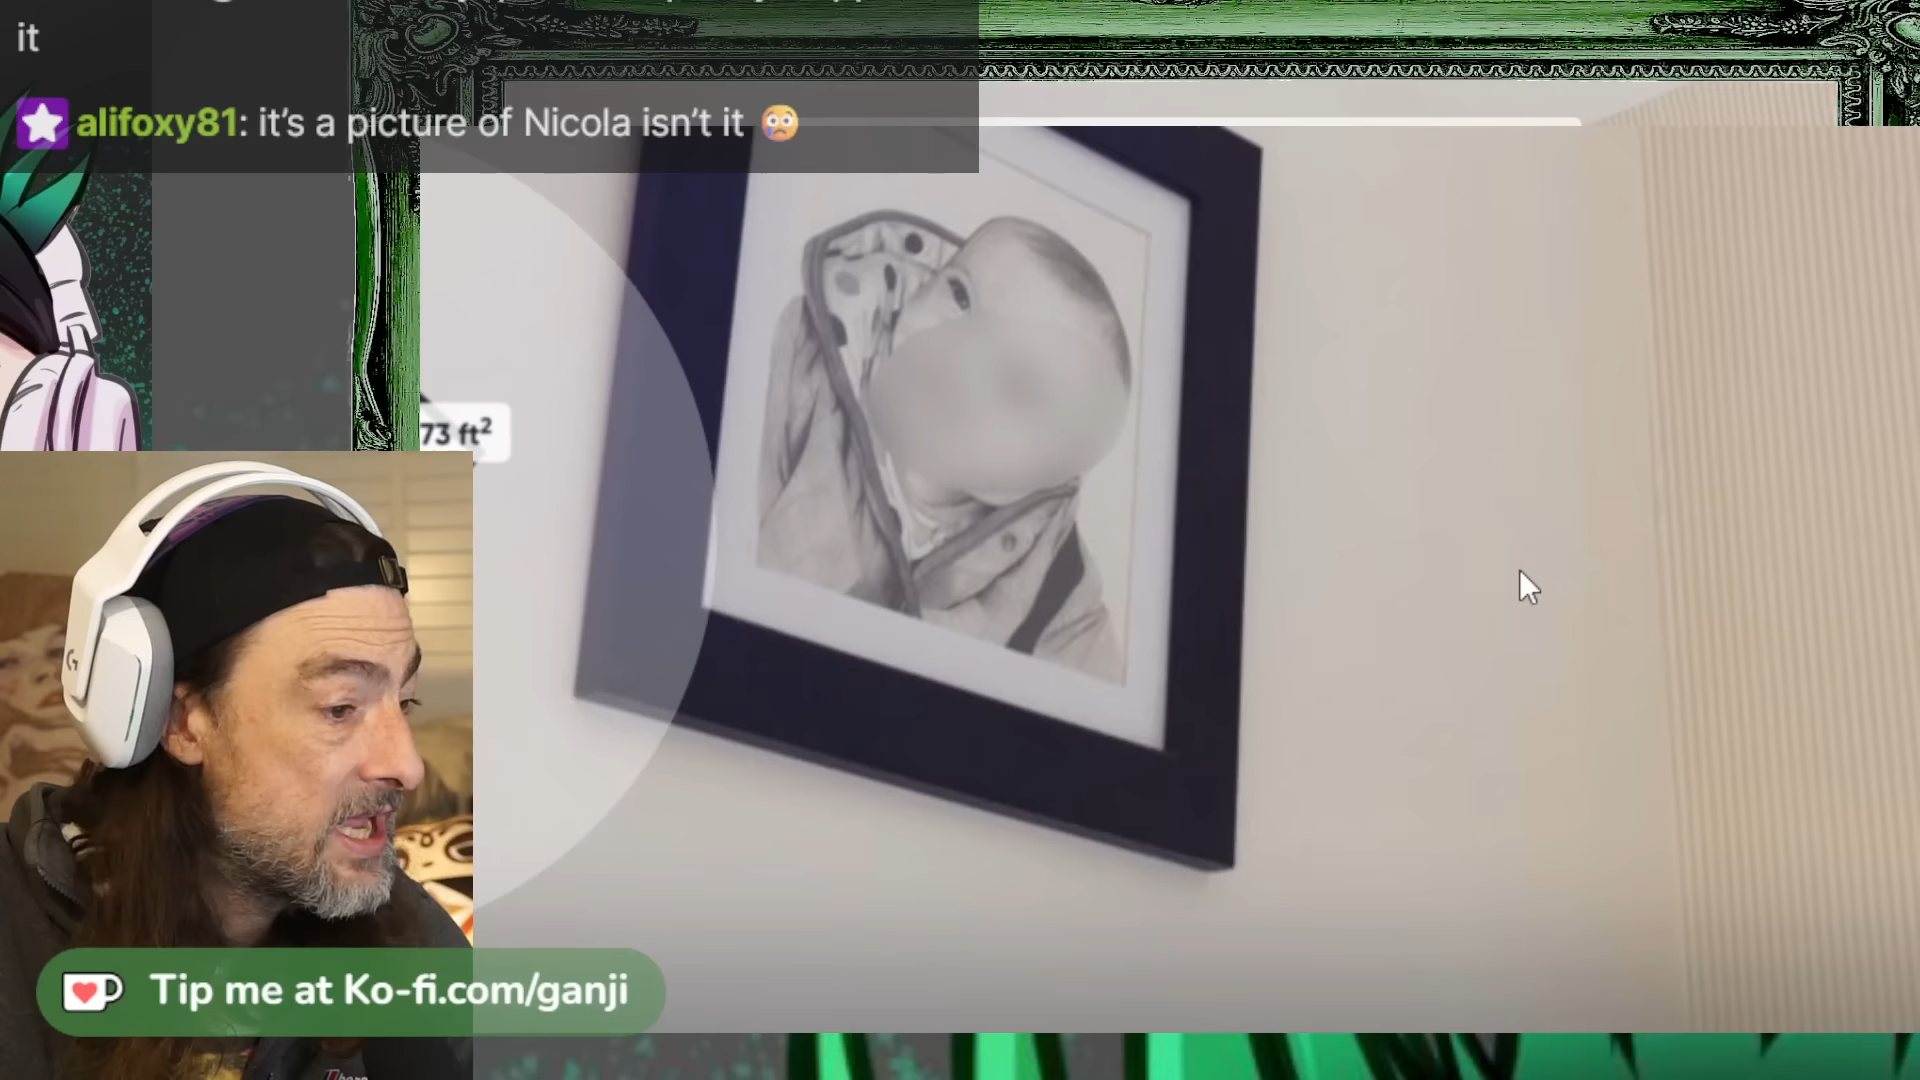 it
alifoxy81: it's a picture of Nicola isn't it 😢
73 ft²
Tip me at Ko-fi.com/ganji